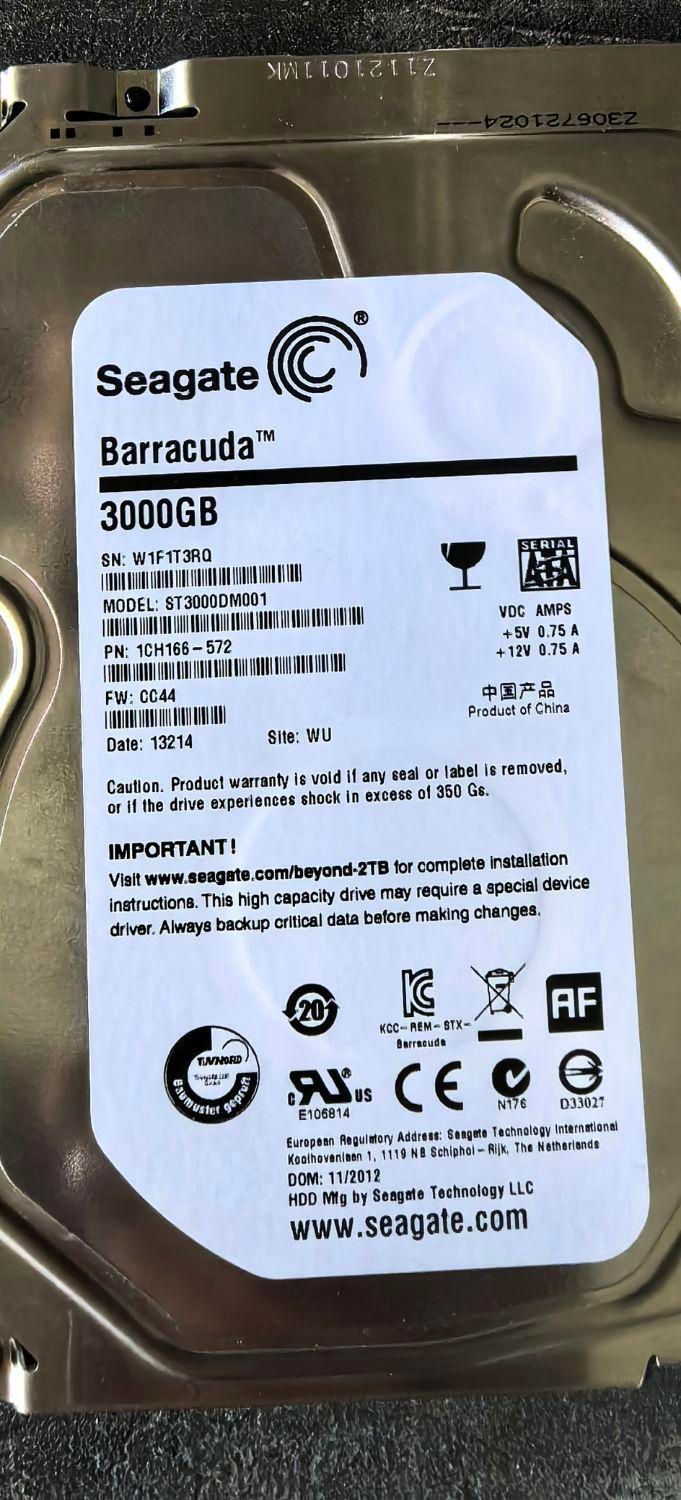 Z1121011MK
Z306721024---
Seagate ®
Barracuda™
3000GB
SN: W1F1T3RQ
SERIAL
ATA
MODEL: ST3000DM001
VDC AMPS
+5V 0.75 A
+12V 0.75 A
PN: 1CH166-572
FW: CC44
中国产品
Product of China
Date: 13214 Site: WU
Caution. Product warranty is void if any seal or label is removed,
or if the drive experiences shock in excess of 350 Gs.
IMPORTANT!
Visit www.seagate.com/beyond-2TB for complete installation
instructions. This high capacity drive may require a special device
driver. Always backup critical data before making changes.
20
KCC-REM-STX-
Barracuda
AF
TUVNORD
Baumuster geprüft
c RU ® US
E106814
CE
N176
D33027
European Regulatory Address: Seagate Technology International
Koolhovenlaan 1, 1119 NB Schiphol-Rijk, The Netherlands
DOM: 11/2012
HDD Mfg by Seagate Technology LLC
www.seagate.com